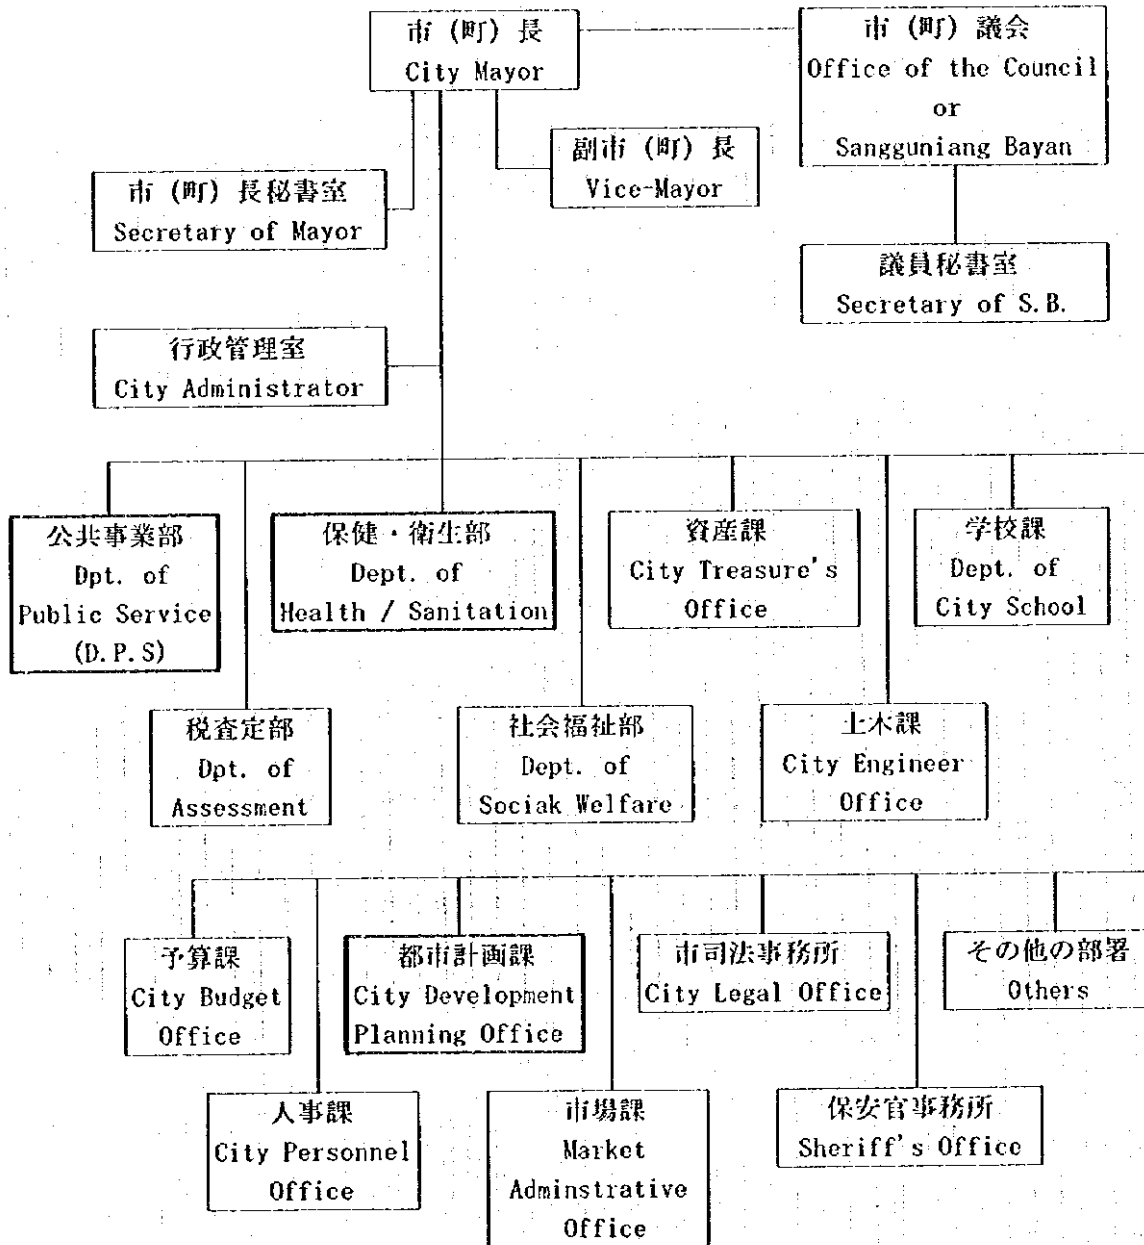 市 (町) 長
City Mayor
市 (町) 議会
Office of the Council
or
Sangguniang Bayan
副市 (町) 長
Vice-Mayor
市 (町) 長秘書室
Secretary of Mayor
議員秘書室
Secretary of S.B.
行政管理室
City Administrator
公共事業部
Dpt. of
Public Service
(D.P.S)
保健・衛生部
Dept. of
Health / Sanitation
資産課
City Treasure's
Office
学校課
Dept. of
City School
税査定部
Dpt. of
Assessment
社会福祉部
Dept. of
Sociak Welfare
土木課
City Engineer
Office
予算課
City Budget
Office
都市計画課
City Development
Planning Office
市司法事務所
City Legal Office
その他の部署
Others
人事課
City Personnel
Office
市場課
Market
Adminstrative
Office
保安官事務所
Sheriff's Office